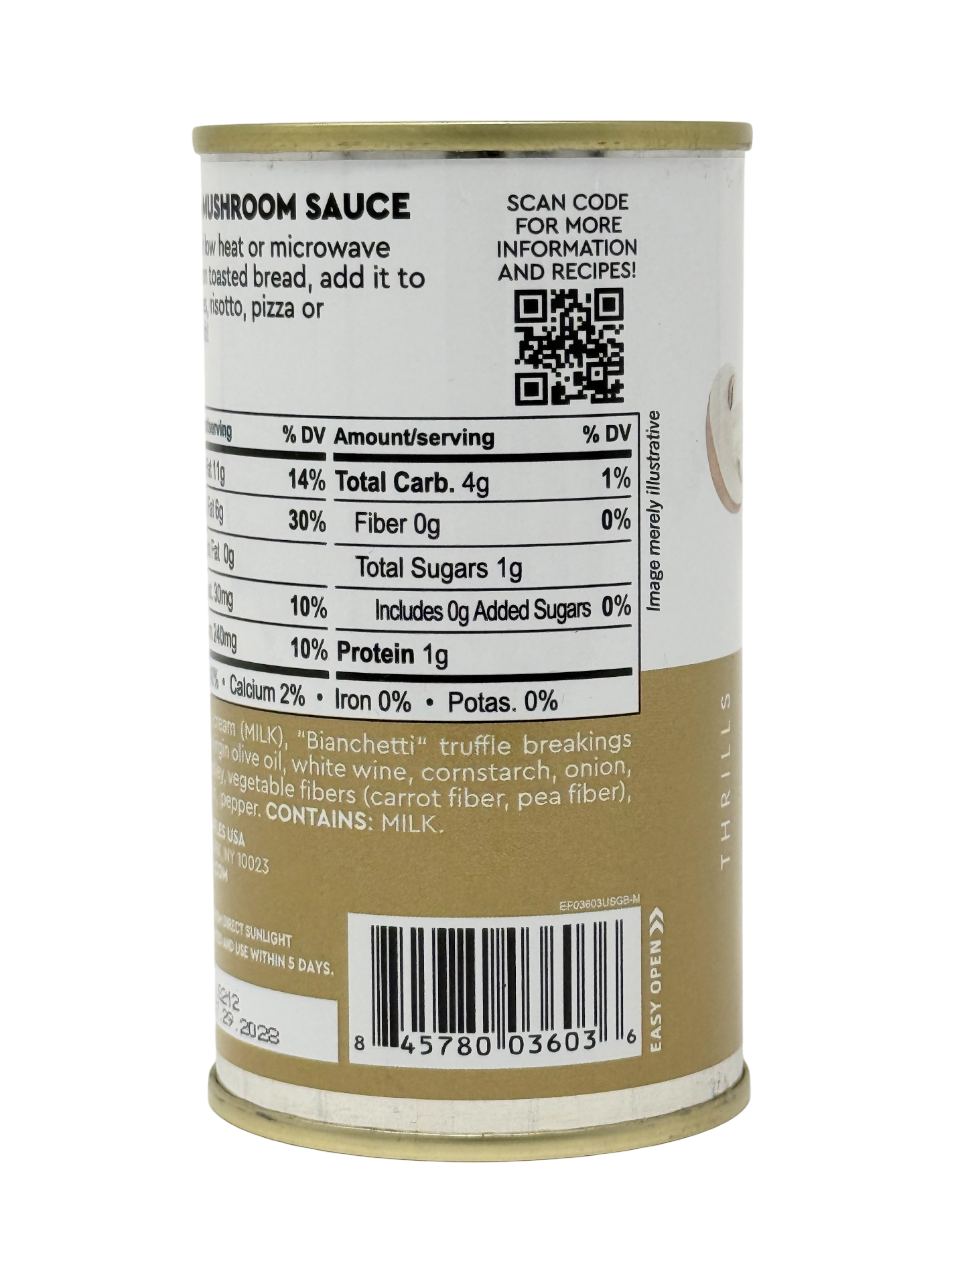 MUSHROOM SAUCE
low heat or microwave
toasted bread, add it to
risotto, pizza or
SCAN CODE
FOR MORE
INFORMATION
AND RECIPES!
% DV Amount/serving % DV
11g 14% Total Carb. 4g 1%
6g 30% Fiber 0g 0%
Fat 0g Total Sugars 1g
30mg 10% Includes 0g Added Sugars 0%
240mg 10% Protein 1g
% • Calcium 2% • Iron 0% • Potas. 0%
Image merely illustrative
cream (MILK), "Bianchetti" truffle breakings
olive oil, white wine, cornstarch, onion,
vegetable fibers (carrot fiber, pea fiber),
pepper. CONTAINS: MILK.
USA
NY 10023
DIRECT SUNLIGHT
AND USE WITHIN 5 DAYS.
29.2028
EP03603USGB-M
8 45780 03603 6
EASY OPEN
THRILLS